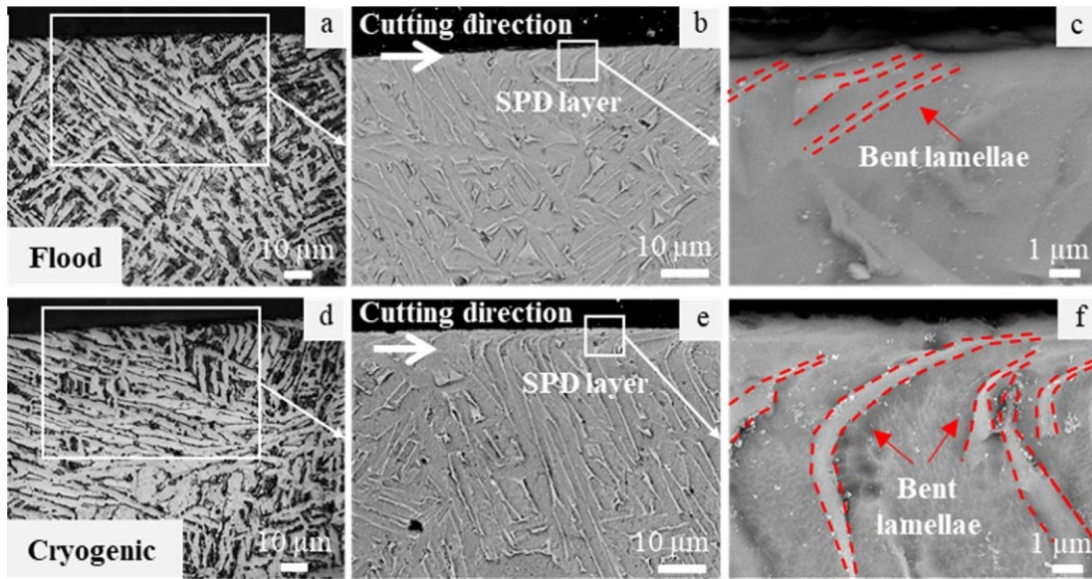 a
10 µm
Flood
b
Cutting direction
SPD layer
10 µm
c
Bent lamellae
1 µm
d
10 µm
Cryogenic
e
Cutting direction
SPD layer
10 µm
f
Bent
lamellae
1 µm